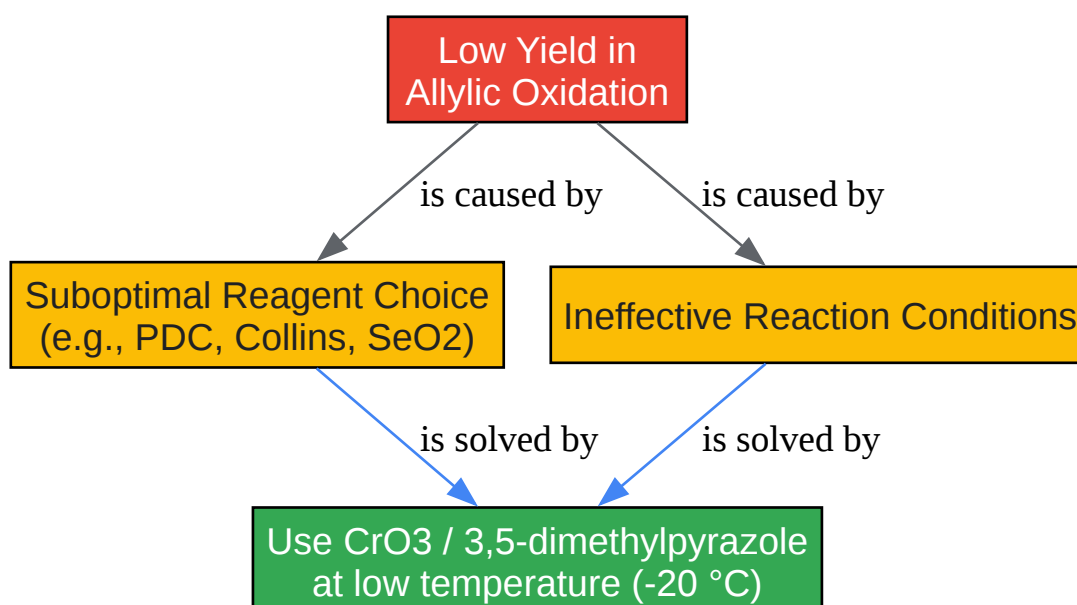 Low Yield in
Allylic Oxidation
is caused by
is caused by
Suboptimal Reagent Choice
(e.g., PDC, Collins, SeO2)
Ineffective Reaction Conditions
is solved by
is solved by
Use CrO3 / 3,5-dimethylpyrazole
at low temperature (-20 °C)